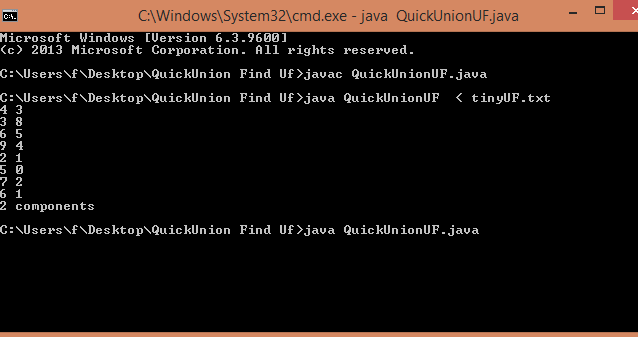 C:\Windows\System32\cmd.exe - java  QuickUnionUF.java
Microsoft Windows [Version 6.3.9600]
(c) 2013 Microsoft Corporation. All rights reserved.
C:\Users\f\Desktop\QuickUnion Find Uf>javac QuickUnionUF.java
C:\Users\f\Desktop\QuickUnion Find Uf>java QuickUnionUF  < tinyUF.txt
4 3
3 8
6 5
9 4
2 1
5 0
7 2
6 1
2 components
C:\Users\f\Desktop\QuickUnion Find Uf>java QuickUnionUF.java